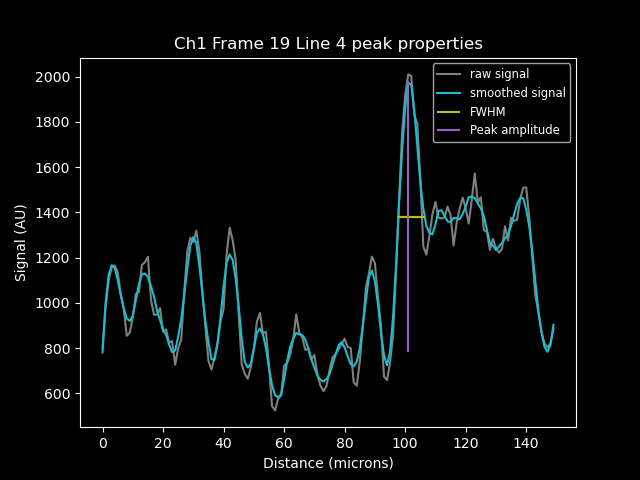 Ch1 Frame 19 Line 4 peak properties
raw signal
smoothed signal
FWHM
Peak amplitude
Signal (AU)
2000
1800
1600
1400
1200
1000
800
600
0 20 40 60 80 100 120 140
Distance (microns)